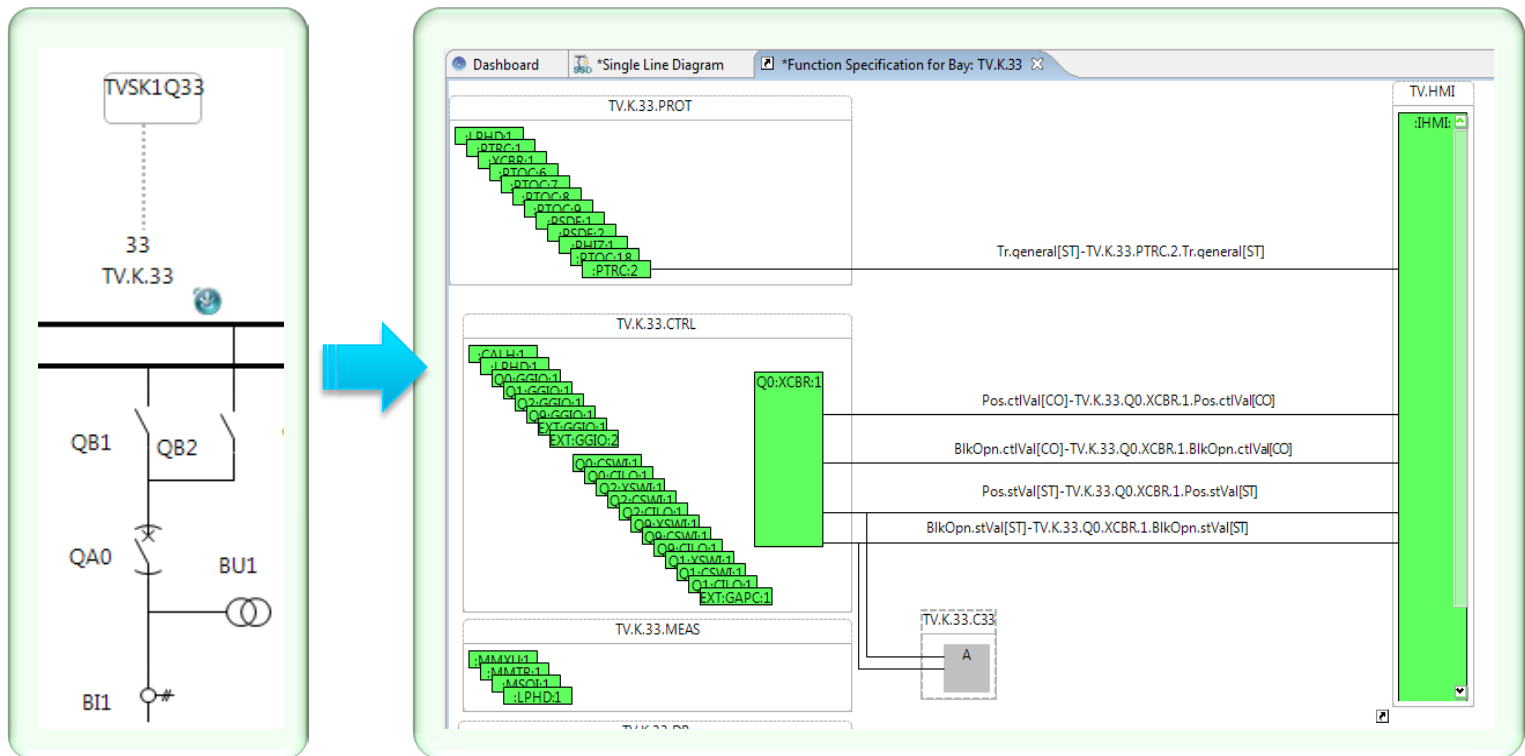 TVSK1Q33
33
TV.K.33
QB1
QB2
QA0
BU1
BI1
Dashboard
*Single Line Diagram
*Function Specification for Bay: TV.K.33
TV.K.33.PROT
TV.HMI
:LPHD:1
:PTRC:1
:XCBR:1
:PTOC:6
:PTOC:7
:PTOC:8
:PTOC:9
:PSDE:1
:PSDE:2
:PHIZ:1
:PTOC:18
:PTRC:2
:IHMI:
Tr.general[ST]-TV.K.33.PTRC.2.Tr.general[ST]
TV.K.33.CTRL
:CALH:1
:LPHD:1
Q0:GGIO:1
Q1:GGIO:1
Q2:GGIO:1
Q9:GGIO:1
EXT:GGIO:1
EXT:GGIO:2
Q0:CSWI:1
Q0:CILO:1
Q2:XSWI:1
Q2:CSWI:1
Q2:CILO:1
Q9:XSWI:1
Q9:CSWI:1
Q9:CILO:1
Q1:XSWI:1
Q1:CSWI:1
Q1:CILO:1
EXT:GAPC:1
Q0:XCBR:1
Pos.ctlVal[CO]-TV.K.33.Q0.XCBR.1.Pos.ctlVal[CO]
BlkOpn.ctlVal[CO]-TV.K.33.Q0.XCBR.1.BlkOpn.ctlVal[CO]
Pos.stVal[ST]-TV.K.33.Q0.XCBR.1.Pos.stVal[ST]
BlkOpn.stVal[ST]-TV.K.33.Q0.XCBR.1.BlkOpn.stVal[ST]
TV.K.33.C33
A
TV.K.33.MEAS
:MMXU:1
:MMTR:1
:MSQI:1
:LPHD:1